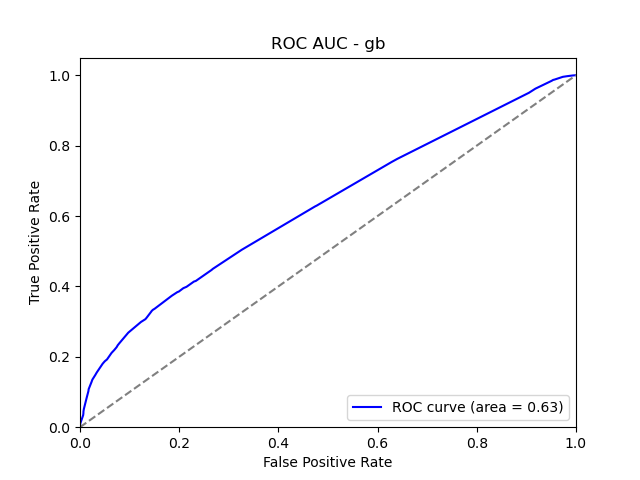 ROC AUC - gb
True Positive Rate
1.0
0.8
0.6
0.4
0.2
0.0
ROC curve (area = 0.63)
0.0 0.2 0.4 0.6 0.8 1.0
False Positive Rate